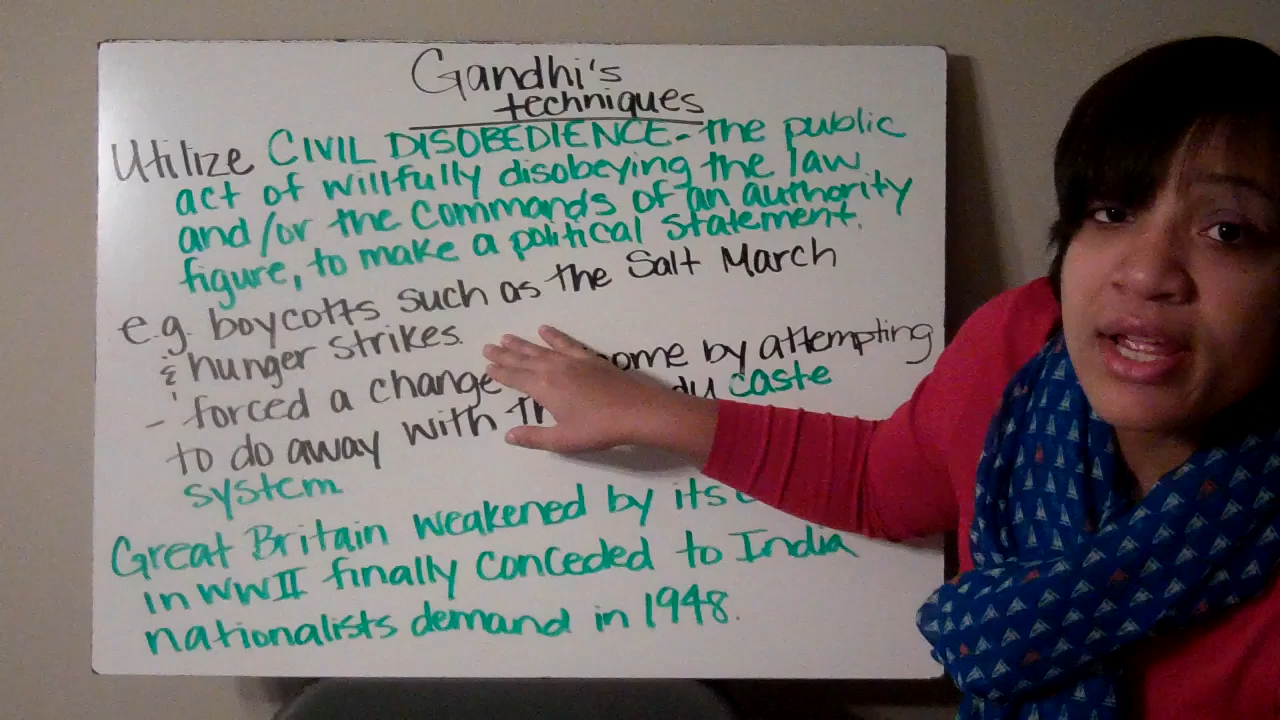 Gandhi's
techniques
Utilize CIVIL DISOBEDIENCE - the public
act of willfully disobeying the law
and/or the commands of an authority
figure, to make a political statement.
e.g. boycotts such as the Salt March
& hunger strikes.
- forced a change ome by attempting
to do away with caste
system
Great Britain weakened by its
in WWII finally conceded to India
nationalists demand in 1948.